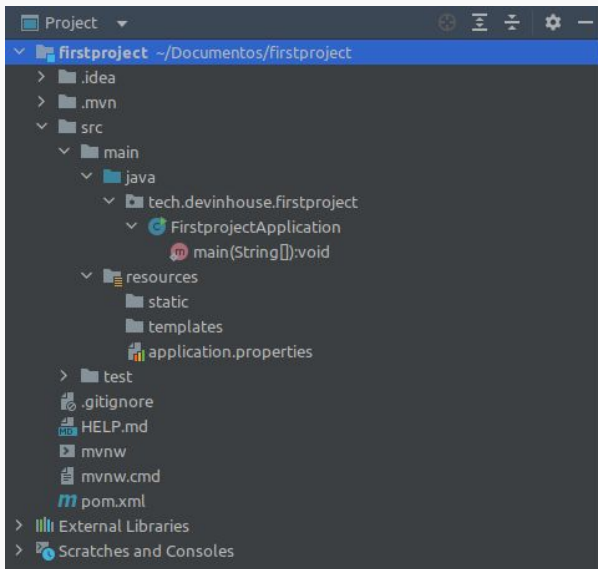 Project
firstproject ~/Documentos/firstproject
.idea
.mvn
src
main
java
tech.devinhouse.firstproject
FirstprojectApplication
main(String[]):void
resources
static
templates
application.properties
test
.gitignore
HELP.md
mvnw
mvnw.cmd
pom.xml
External Libraries
Scratches and Consoles